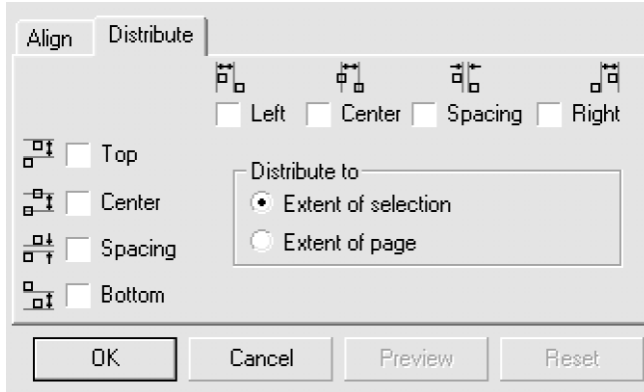 Align Distribute
Left Center Spacing Right
Top
Distribute to
Extent of selection
Center
Extent of page
Spacing
Bottom
OK Cancel Preview Reset